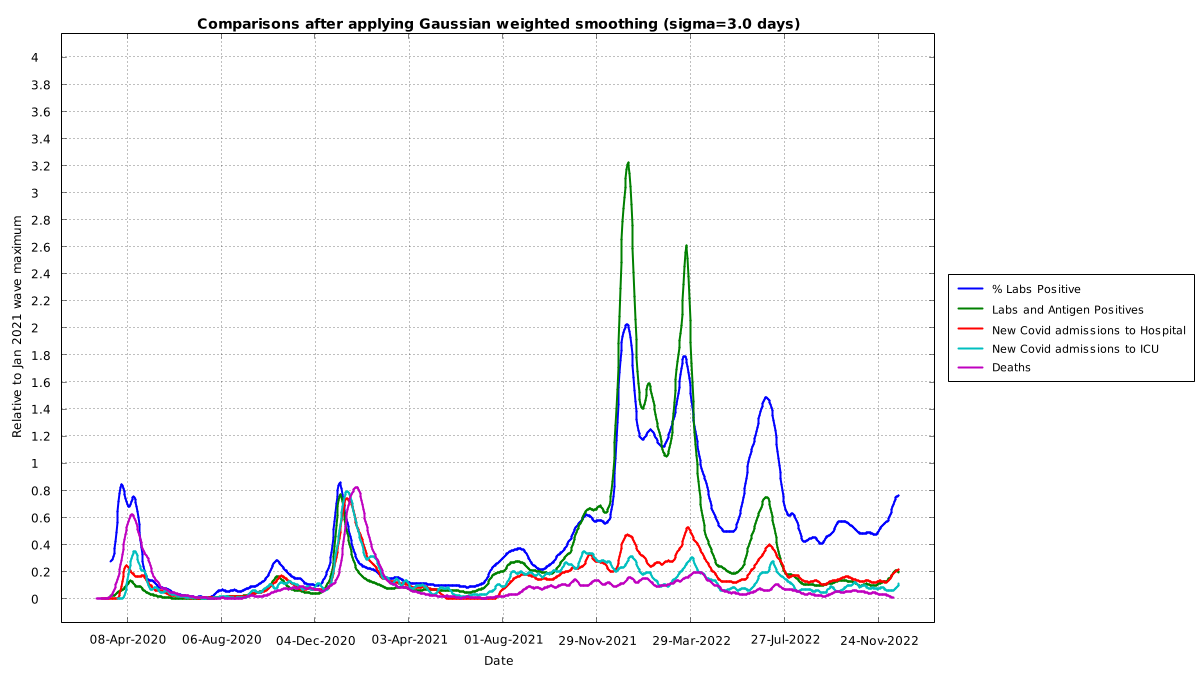 Comparisons after applying Gaussian weighted smoothing (sigma=3.0 days)
4
3.8
3.6
3.4
3.2
3
2.8
2.6
2.4
2.2
2
1.8
1.6
1.4
1.2
1
0.8
0.6
0.4
0.2
0
Relative to Jan 2021 wave maximum
08-Apr-2020 06-Aug-2020 04-Dec-2020 03-Apr-2021 01-Aug-2021 29-Nov-2021 29-Mar-2022 27-Jul-2022 24-Nov-2022
Date
% Labs Positive
Labs and Antigen Positives
New Covid admissions to Hospital
New Covid admissions to ICU
Deaths